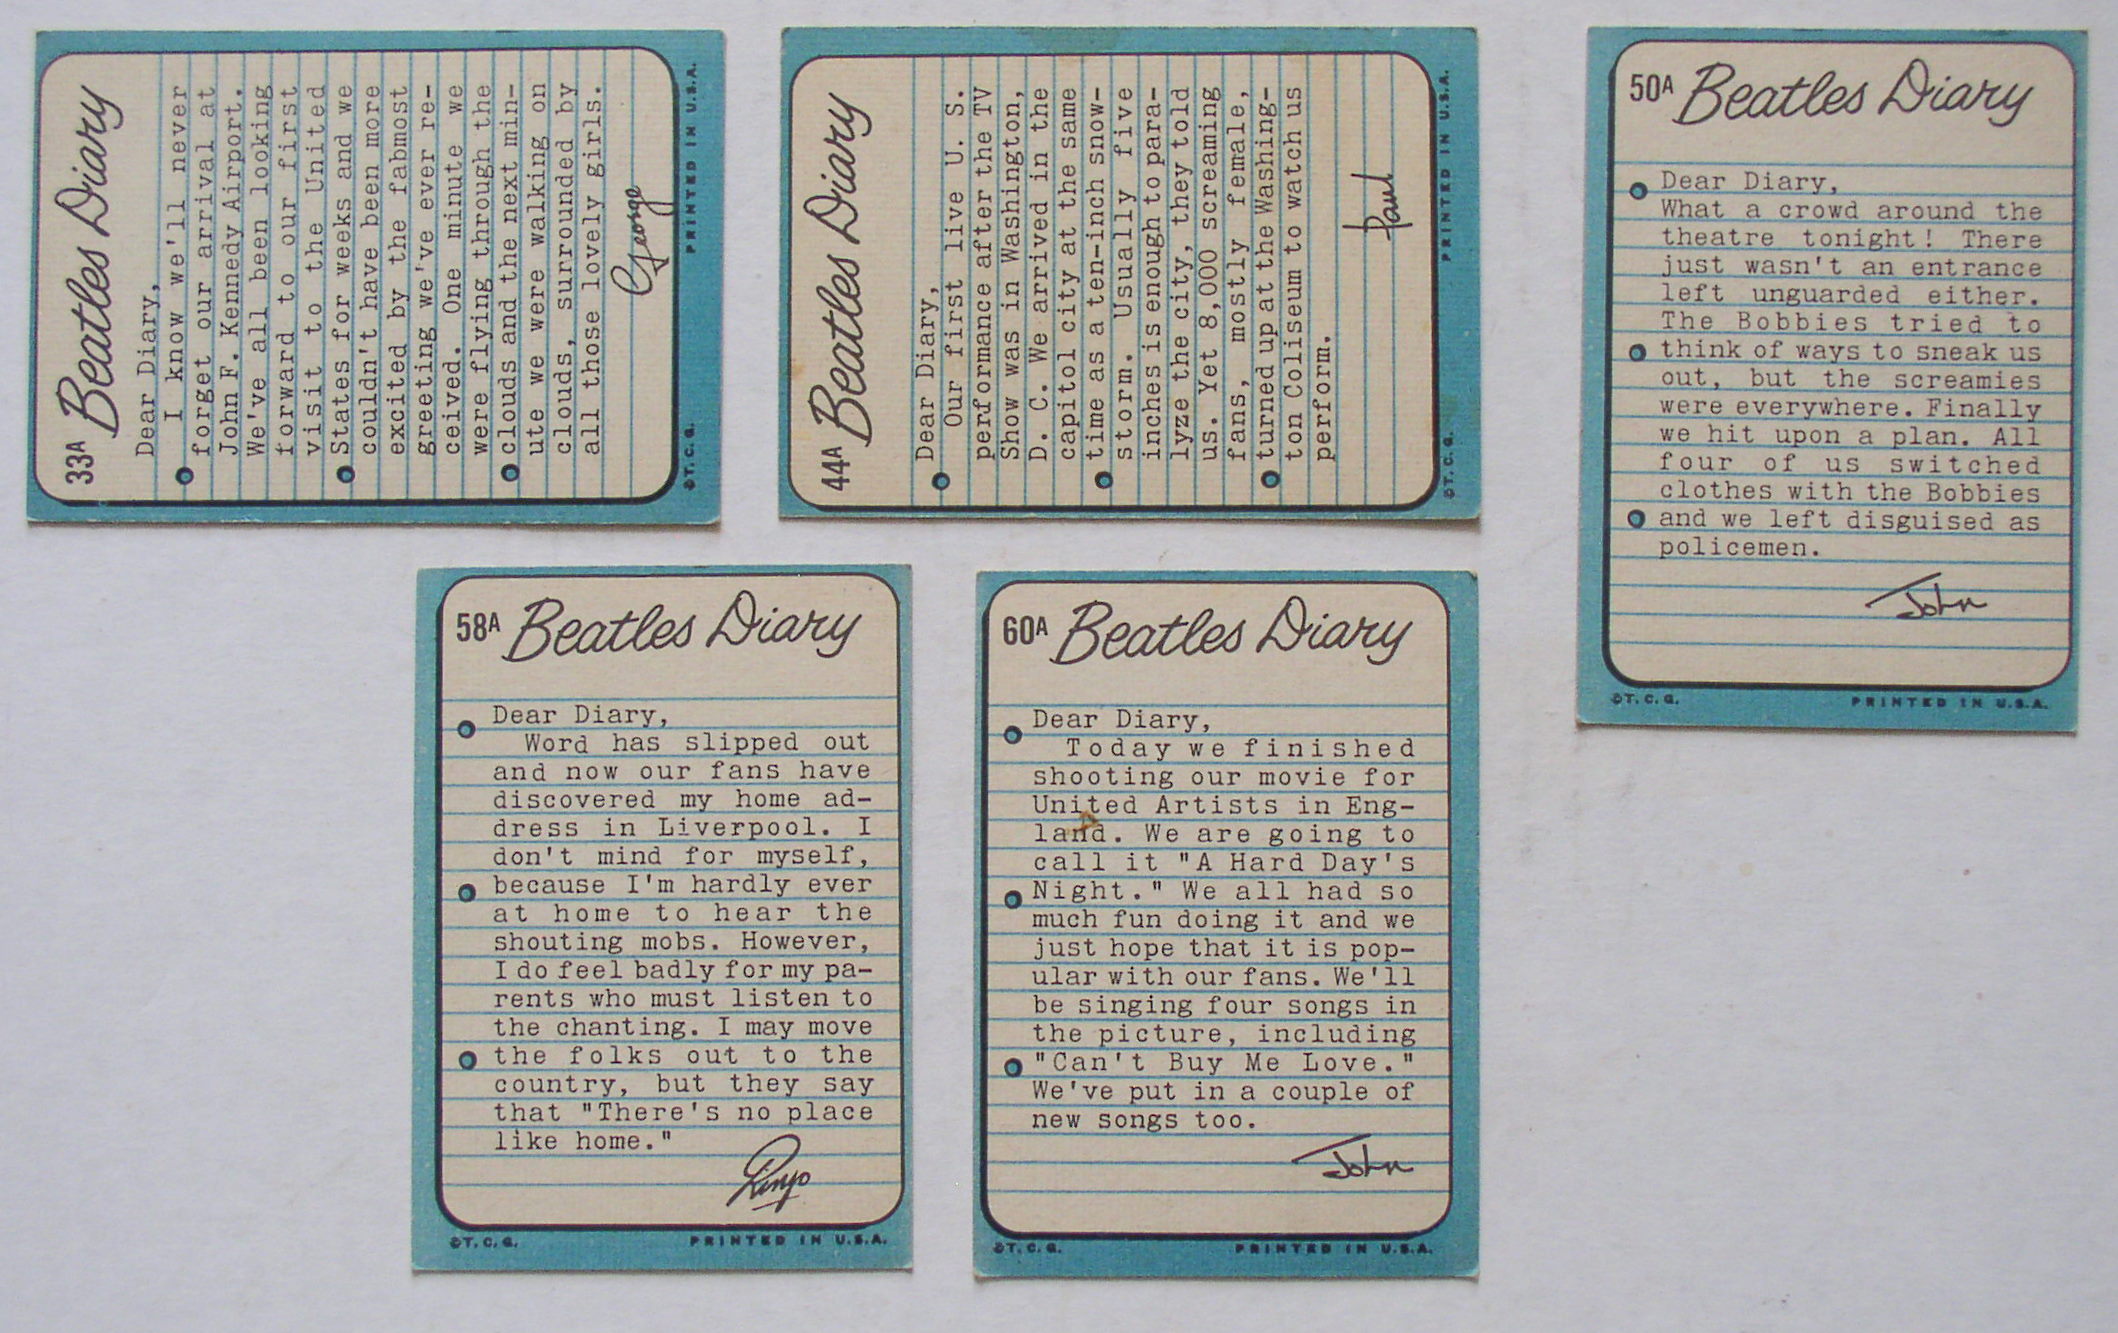 33A Beatles Diary
Dear Diary,
I know we'll never
forget our arrival at
John F. Kennedy Airport.
We've all been looking
forward to our first
visit to the United
States for weeks and we
couldn't have been more
excited by the fabmost
greeting we've ever re-
ceived. One minute we
were flying through the
clouds and the next min-
ute we were walking on
clouds, surrounded by
all those lovely girls.
George
©T.C.G. PRINTED IN U.S.A.
44A Beatles Diary
Dear Diary,
Our first live U. S.
performance after the TV
Show was in Washington,
D. C. We arrived in the
capitol city at the same
time as a ten-inch snow-
storm. Usually five
inches is enough to para-
lyze the city, they told
us. Yet 8,000 screaming
fans, mostly female,
turned up at the Washing-
ton Coliseum to watch us
perform.
Paul
©T.C.G. PRINTED IN U.S.A.
50A Beatles Diary
Dear Diary,
What a crowd around the
theatre tonight! There
just wasn't an entrance
left unguarded either.
The Bobbies tried to
think of ways to sneak us
out, but the screamies
were everywhere. Finally
we hit upon a plan. All
four of us switched
clothes with the Bobbies
and we left disguised as
policemen.
John
©T.C.G. PRINTED IN U.S.A.
58A Beatles Diary
Dear Diary,
Word has slipped out
and now our fans have
discovered my home ad-
dress in Liverpool. I
don't mind for myself,
because I'm hardly ever
at home to hear the
shouting mobs. However,
I do feel badly for my pa-
rents who must listen to
the chanting. I may move
the folks out to the
country, but they say
that "There's no place
like home."
Ringo
©T.C.G. PRINTED IN U.S.A.
60A Beatles Diary
Dear Diary,
Today we finished
shooting our movie for
United Artists in Eng-
land. We are going to
call it "A Hard Day's
Night." We all had so
much fun doing it and we
just hope that it is pop-
ular with our fans. We'll
be singing four songs in
the picture, including
"Can't Buy Me Love."
We've put in a couple of
new songs too.
John
©T.C.G. PRINTED IN U.S.A.